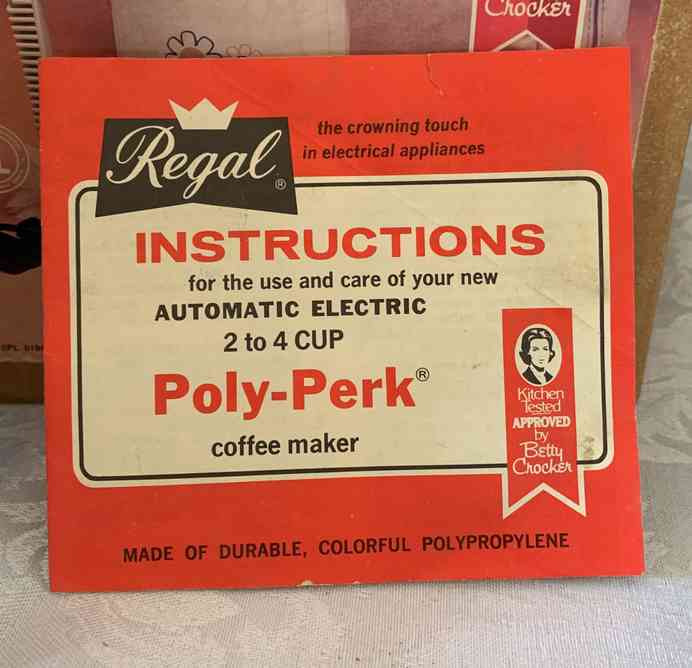 Crocker
Regal®
the crowning touch
in electrical appliances
INSTRUCTIONS
for the use and care of your new
AUTOMATIC ELECTRIC
2 to 4 CUP
Poly-Perk®
coffee maker
Kitchen
Tested
APPROVED
by
Betty
Crocker
MADE OF DURABLE, COLORFUL POLYPROPYLENE